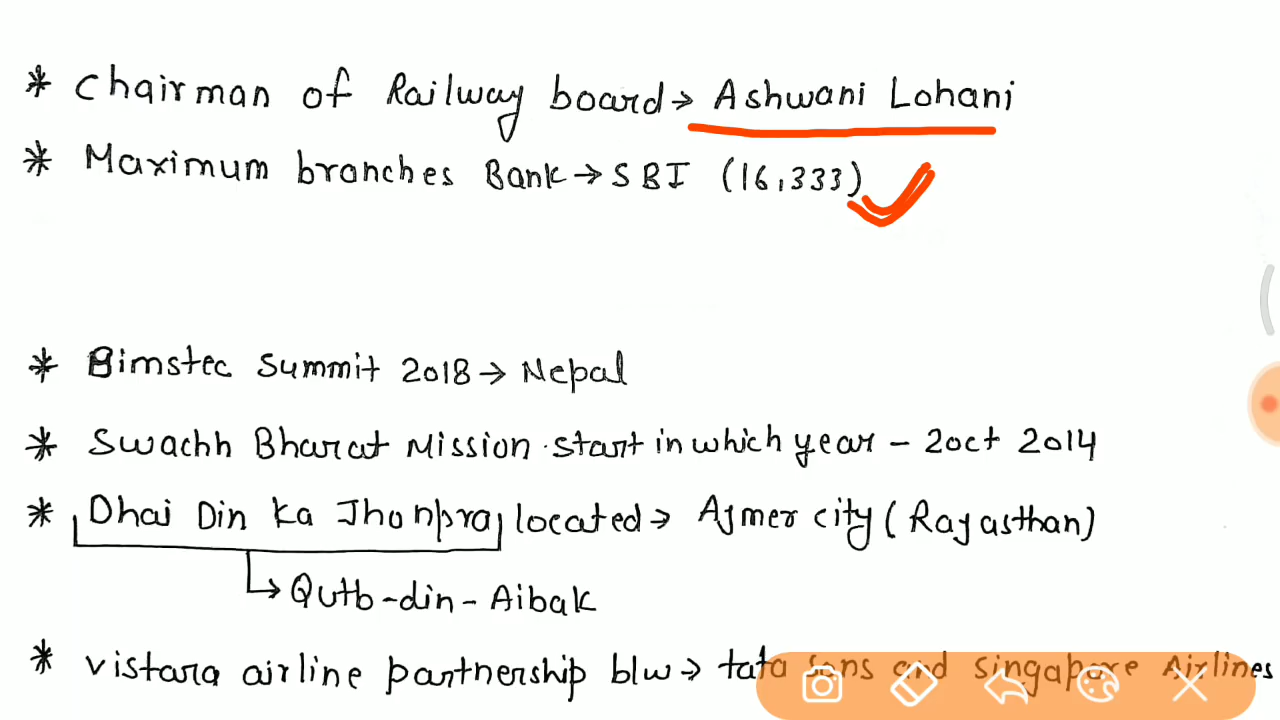 * Chairman of Railway board → Ashwani Lohani
* Maximum branches Bank → SBI (16,333)
* Bimstec Summit 2018 → Nepal
* Swachh Bharat Mission start in which year - 2oct 2014
* Dhai Din Ka Jhonpra located → Ajmer city (Rajasthan)
→ Qutb-din-Aibak
* vistara airline partnership b/w → tata sons and singapore Airlines